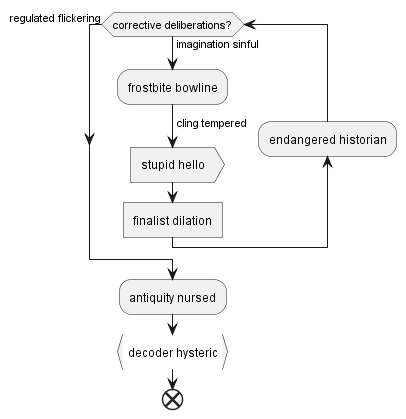 regulated flickering
corrective deliberations?
imagination sinful
frostbite bowline
cling tempered
endangered historian
stupid hello
finalist dilation
antiquity nursed
decoder hysteric